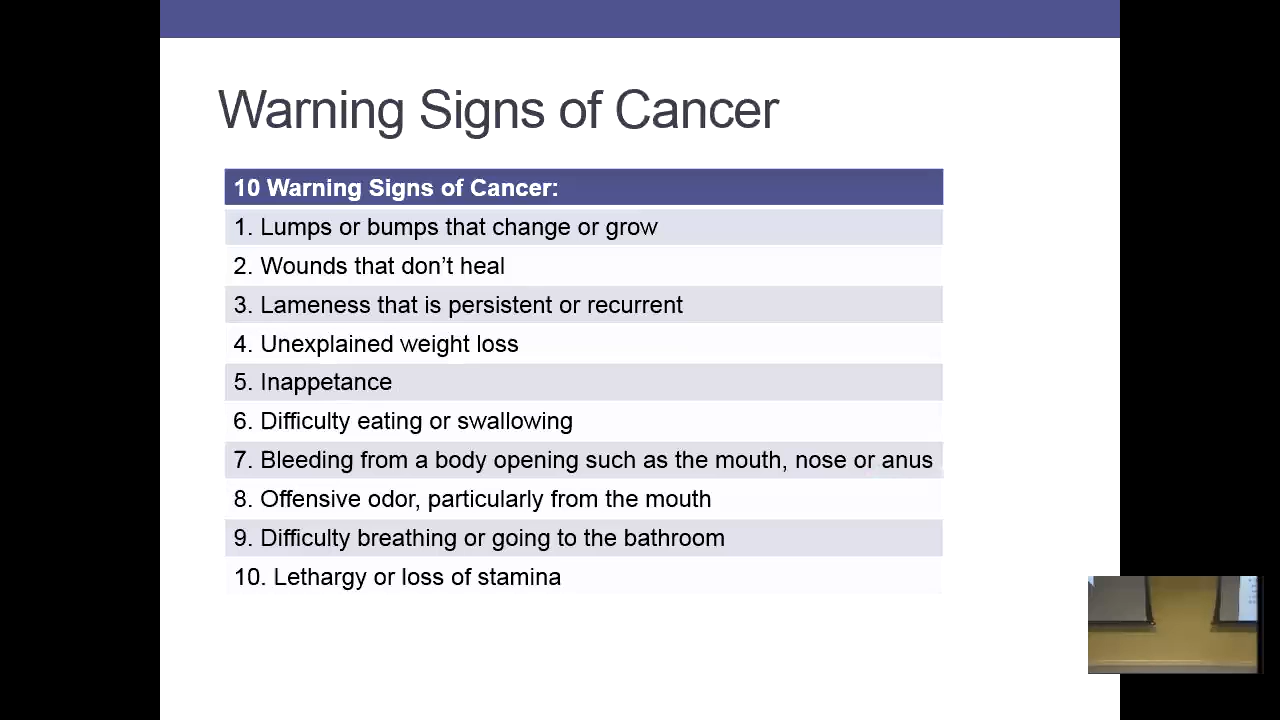 Warning Signs of Cancer
10 Warning Signs of Cancer:
1. Lumps or bumps that change or grow
2. Wounds that don’t heal
3. Lameness that is persistent or recurrent
4. Unexplained weight loss
5. Inappetance
6. Difficulty eating or swallowing
7. Bleeding from a body opening such as the mouth, nose or anus
8. Offensive odor, particularly from the mouth
9. Difficulty breathing or going to the bathroom
10. Lethargy or loss of stamina